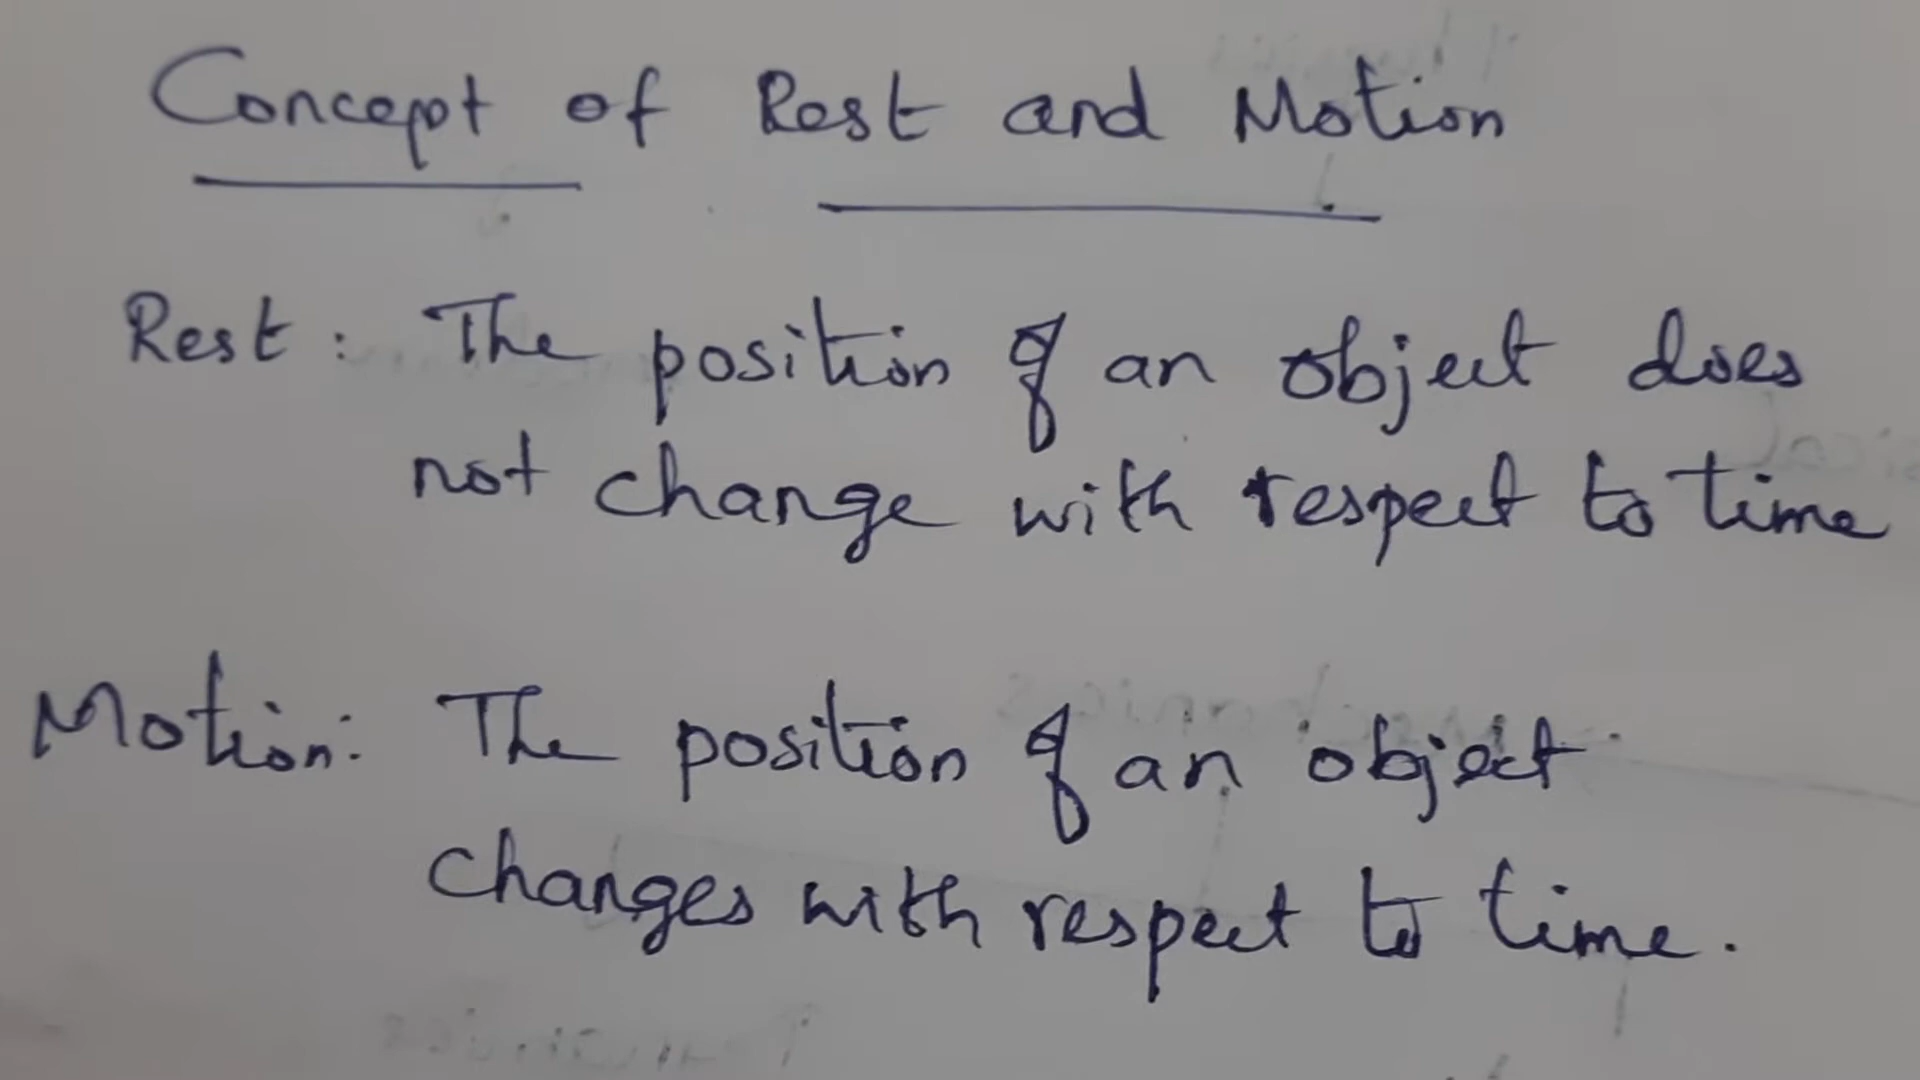 Concept of Rest and Motion
Rest : The position of an object does
not change with respect to time
Motion: The position of an object
changes with respect to time.